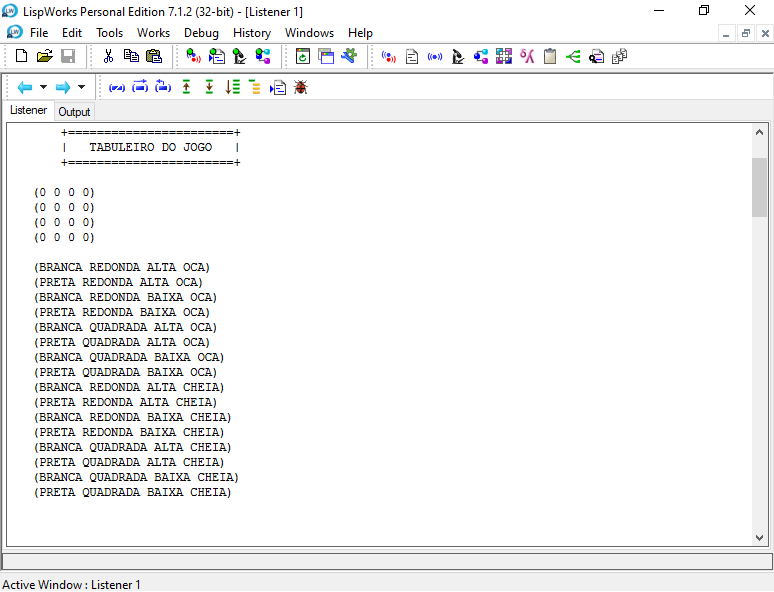 LispWorks Personal Edition 7.1.2 (32-bit) - [Listener 1]
File Edit Tools Works Debug History Windows Help
Listener Output
+=======================+
| TABULEIRO DO JOGO |
+=======================+
(0 0 0 0)
(0 0 0 0)
(0 0 0 0)
(0 0 0 0)
(BRANCA REDONDA ALTA OCA)
(PRETA REDONDA ALTA OCA)
(BRANCA REDONDA BAIXA OCA)
(PRETA REDONDA BAIXA OCA)
(BRANCA QUADRADA ALTA OCA)
(PRETA QUADRADA ALTA OCA)
(BRANCA QUADRADA BAIXA OCA)
(PRETA QUADRADA BAIXA OCA)
(BRANCA REDONDA ALTA CHEIA)
(PRETA REDONDA ALTA CHEIA)
(BRANCA REDONDA BAIXA CHEIA)
(PRETA REDONDA BAIXA CHEIA)
(BRANCA QUADRADA ALTA CHEIA)
(PRETA QUADRADA ALTA CHEIA)
(BRANCA QUADRADA BAIXA CHEIA)
(PRETA QUADRADA BAIXA CHEIA)
Active Window : Listener 1